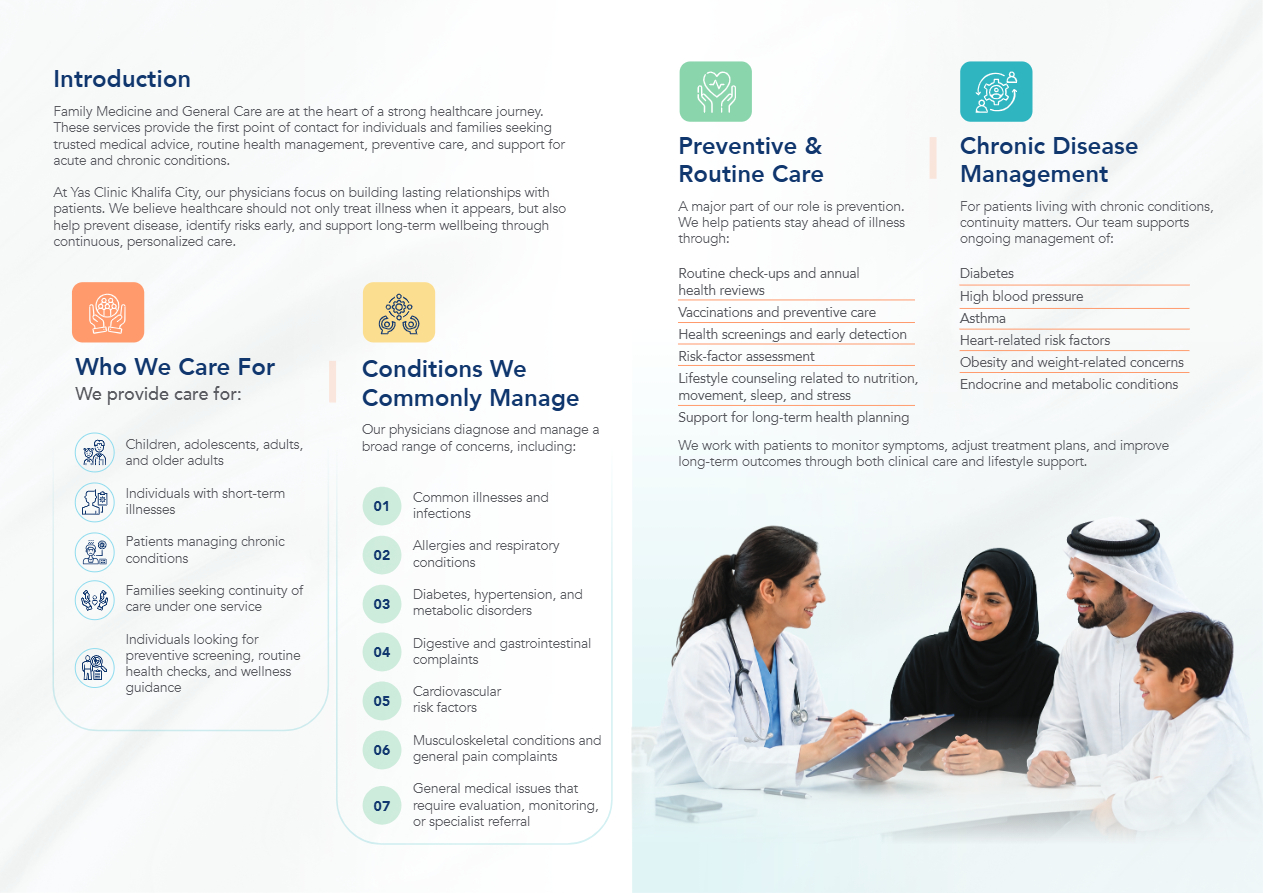 Introduction
Family Medicine and General Care are at the heart of a strong healthcare journey.
These services provide the first point of contact for individuals and families seeking
trusted medical advice, routine health management, preventive care, and support for
acute and chronic conditions.
At Yas Clinic Khalifa City, our physicians focus on building lasting relationships with
patients. We believe healthcare should not only treat illness when it appears, but also
help prevent disease, identify risks early, and support long-term wellbeing through
continuous, personalized care.
Who We Care For
We provide care for:
Children, adolescents, adults,
and older adults
Individuals with short-term
illnesses
Patients managing chronic
conditions
Families seeking continuity of
care under one service
Individuals looking for
preventive screening, routine
health checks, and wellness
guidance
Conditions We
Commonly Manage
Our physicians diagnose and manage a
broad range of concerns, including:
01
Common illnesses and
infections
02
Allergies and respiratory
conditions
03
Diabetes, hypertension, and
metabolic disorders
04
Digestive and gastrointestinal
complaints
05
Cardiovascular
risk factors
06
Musculoskeletal conditions and
general pain complaints
07
General medical issues that
require evaluation, monitoring,
or specialist referral
Preventive &
Routine Care
A major part of our role is prevention.
We help patients stay ahead of illness
through:
Routine check-ups and annual
health reviews
Vaccinations and preventive care
Health screenings and early detection
Risk-factor assessment
Lifestyle counseling related to nutrition,
movement, sleep, and stress
Support for long-term health planning
Chronic Disease
Management
For patients living with chronic conditions,
continuity matters. Our team supports
ongoing management of:
Diabetes
High blood pressure
Asthma
Heart-related risk factors
Obesity and weight-related concerns
Endocrine and metabolic conditions
We work with patients to monitor symptoms, adjust treatment plans, and improve
long-term outcomes through both clinical care and lifestyle support.